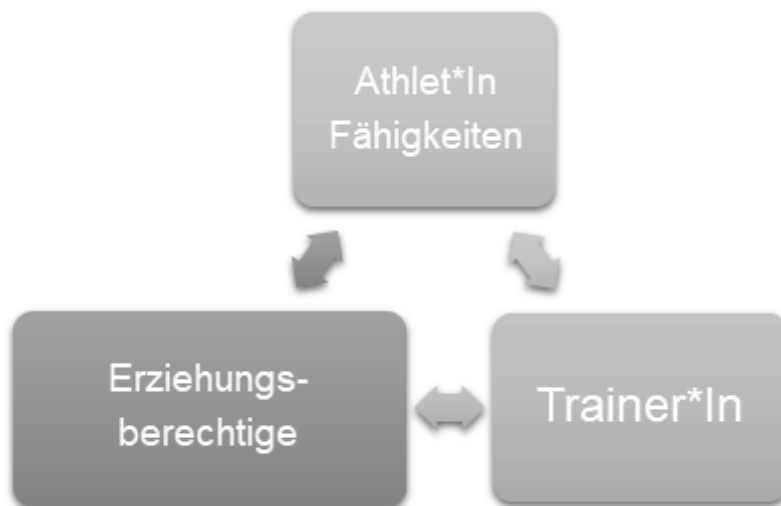 Athlet*In
Fähigkeiten
Erziehungs-
berechtige
Trainer*In